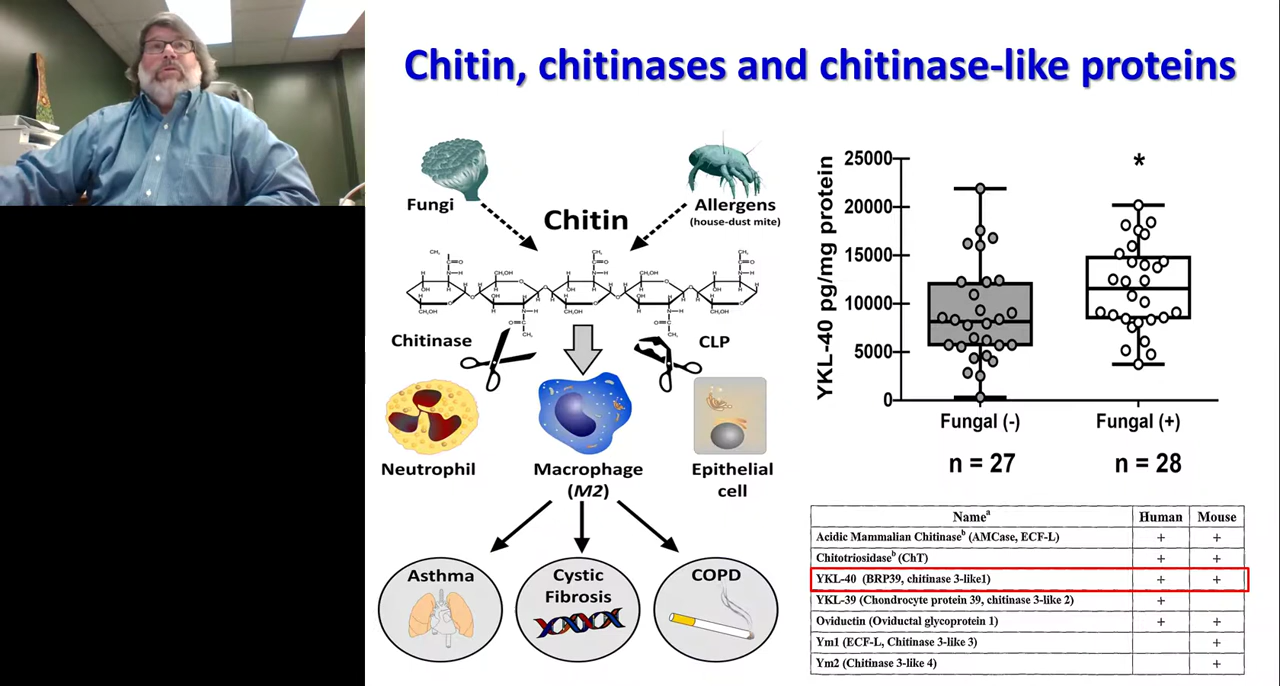 Chitin, chitinases and chitinase-like proteins
Fungi
Allergens
(house-dust mite)
Chitin
Chitinase
CLP
Neutrophil
Macrophage
(M2)
Epithelial
cell
Asthma
Cystic
Fibrosis
COPD
YKL-40 pg/mg protein
25000
20000
15000
10000
5000
0
*
Fungal (-)
Fungal (+)
n = 27
n = 28
Nameᵃ Human Mouse
Acidic Mammalian Chitinaseᵇ (AMCase, ECF-L) + +
Chitotriosidaseᵇ (ChT) + +
YKL-40 (BRP39, chitinase 3-like1) + +
YKL-39 (Chondrocyte protein 39, chitinase 3-like 2) +
Oviductin (Oviductal glycoprotein 1) + +
Ym1 (ECF-L, Chitinase 3-like 3) +
Ym2 (Chitinase 3-like 4) +